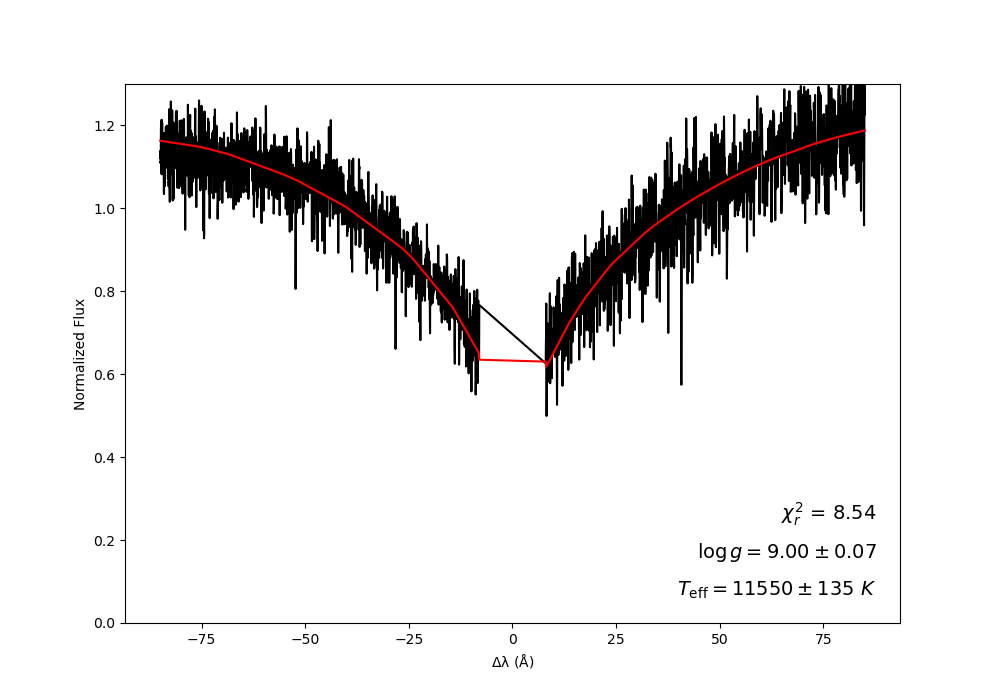 1.2
1.0
0.8
0.6
0.4
0.2
0.0
Normalized Flux
χ²ᵣ = 8.54
log g = 9.00 ± 0.07
T_eff = 11550 ± 135 K
−75 −50 −25 0 25 50 75
Δλ (Å)